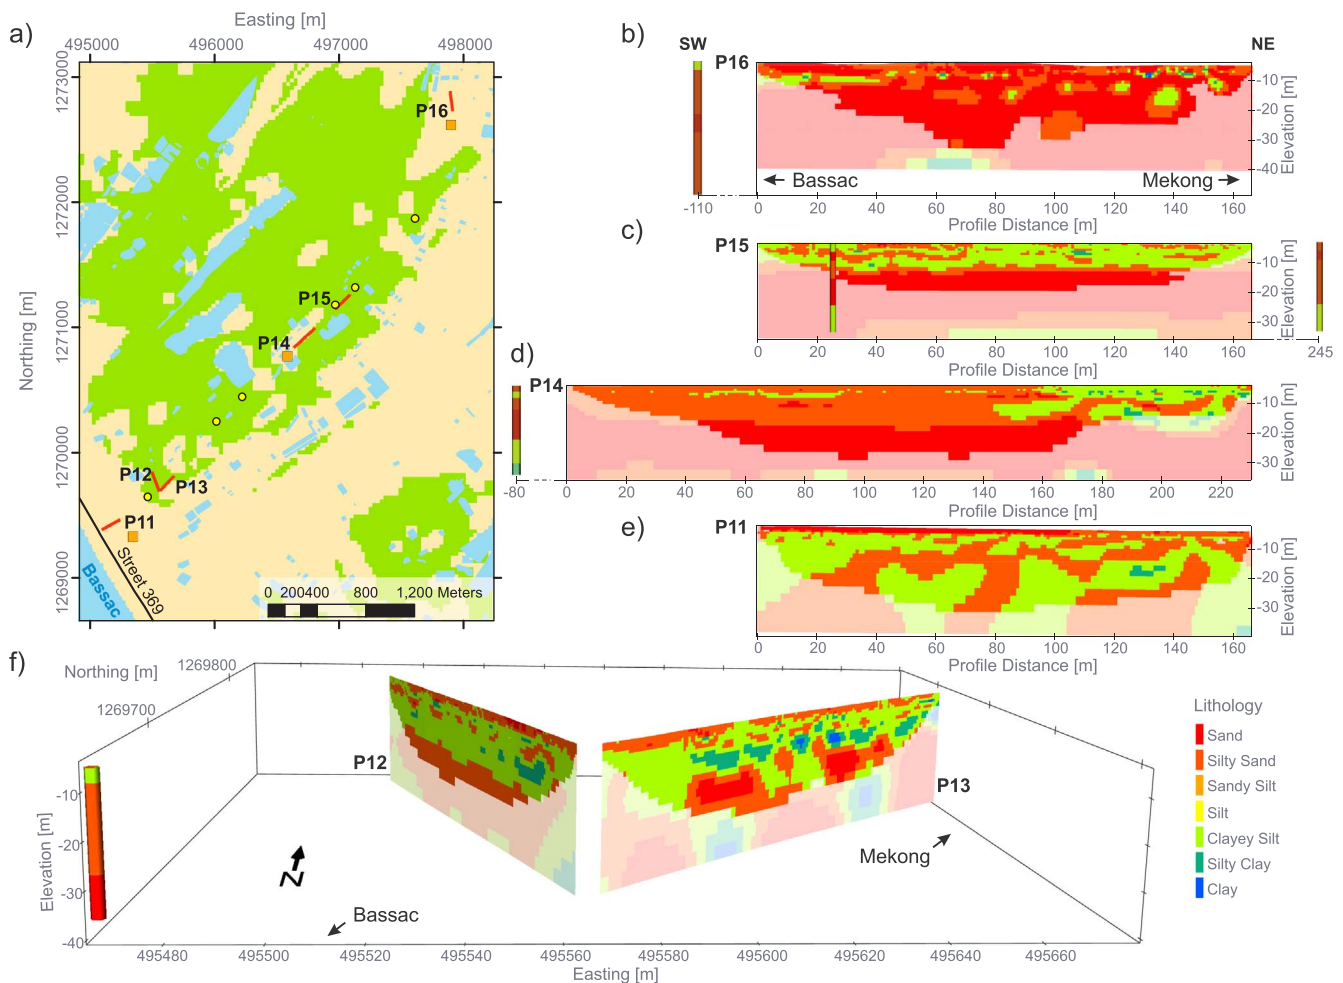 a)
Easting [m]
495000 496000 497000 498000
Northing [m]
1273000
1272000
1271000
1270000
1269000
P16
P15
P14
P12
P13
P11
Street 369
Bassac
0 200400 800 1,200 Meters
b)
SW
NE
P16
-10
-20
-30
-40
Elevation [m]
← Bassac
Mekong →
-110
0 20 40 60 80 100 120 140 160
Profile Distance [m]
c)
P15
-10
-20
-30
Elevation [m]
0 20 40 60 80 100 120 140 160
245
Profile Distance [m]
d)
P14
-10
-20
-30
Elevation [m]
-80
0 20 40 60 80 100 120 140 160 180 200 220
Profile Distance [m]
e)
P11
-10
-20
-30
Elevation [m]
0 20 40 60 80 100 120 140 160
Profile Distance [m]
f)
Northing [m]
1269800
1269700
P12
P13
-10
-20
-30
-40
Elevation [m]
N
Bassac
Mekong
495480 495500 495520 495540 495560 495580 495600 495620 495640 495660
Easting [m]
Lithology
Sand
Silty Sand
Sandy Silt
Silt
Clayey Silt
Silty Clay
Clay